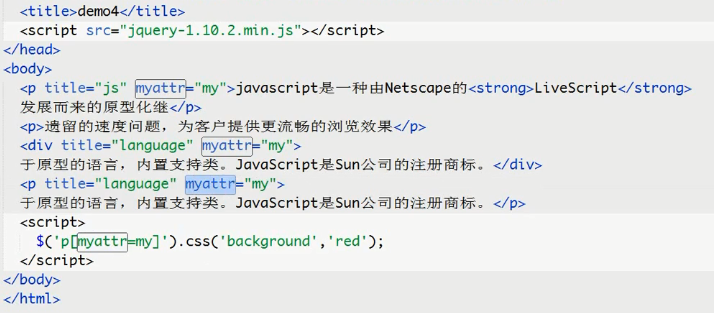 <title>demo4</title>
<script src="jquery-1.10.2.min.js"></script>
</head>
<body>
<p title="js" myattr="my">javascript是一种由Netscape的<strong>LiveScript</strong>
发展而来的原型化继</p>
<p>遗留的速度问题，为客户提供更流畅的浏览效果</p>
<div title="language" myattr="my">
于原型的语言，内置支持类。JavaScript是Sun公司的注册商标。</div>
<p title="language" myattr="my">
于原型的语言，内置支持类。JavaScript是Sun公司的注册商标。</p>
<script>
$('p[myattr=my]').css('background','red');
</script>
</body>
</html>